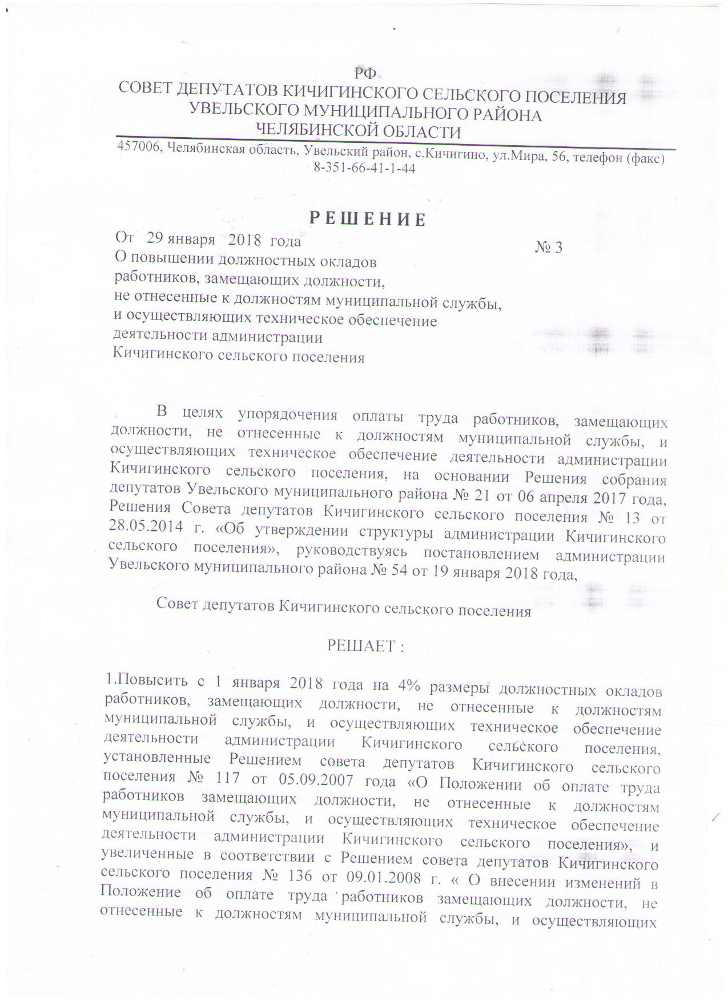 РФ
СОВЕТ ДЕПУТАТОВ КИЧИГИНСКОГО СЕЛЬСКОГО ПОСЕЛЕНИЯ
УВЕЛЬСКОГО МУНИЦИПАЛЬНОГО РАЙОНА
ЧЕЛЯБИНСКОЙ ОБЛАСТИ
457006, Челябинская область, Увельский район, с.Кичигино, ул.Мира, 56, телефон (факс)
8-351-66-41-1-44
Р Е Ш Е Н И Е
От 29 января 2018 года № 3
О повышении должностных окладов
работников, замещающих должности,
не отнесенные к должностям муниципальной службы,
и осуществляющих техническое обеспечение
деятельности администрации
Кичигинского сельского поселения
В целях упорядочения оплаты труда работников, замещающих
должности, не отнесенные к должностям муниципальной службы, и
осуществляющих техническое обеспечение деятельности администрации
Кичигинского сельского поселения, на основании Решения собрания
депутатов Увельского муниципального района № 21 от 06 апреля 2017 года,
Решения Совета депутатов Кичигинского сельского поселения № 13 от
28.05.2014 г. «Об утверждении структуры администрации Кичигинского
сельского поселения», руководствуясь постановлением администрации
Увельского муниципального района № 54 от 19 января 2018 года,
Совет депутатов Кичигинского сельского поселения
РЕШАЕТ :
1.Повысить с 1 января 2018 года на 4% размеры должностных окладов
работников, замещающих должности, не отнесенные к должностям
муниципальной службы, и осуществляющих техническое обеспечение
деятельности администрации Кичигинского сельского поселения,
установленные Решением совета депутатов Кичигинского сельского
поселения № 117 от 05.09.2007 года «О Положении об оплате труда
работников замещающих должности, не отнесенные к должностям
муниципальной службы, и осуществляющих техническое обеспечение
деятельности администрации Кичигинского сельского поселения», и
увеличенные в соответствии с Решением совета депутатов Кичигинского
сельского поселения № 136 от 09.01.2008 г. « О внесении изменений в
Положение об оплате труда работников замещающих должности, не
отнесенные к должностям муниципальной службы, и осуществляющих